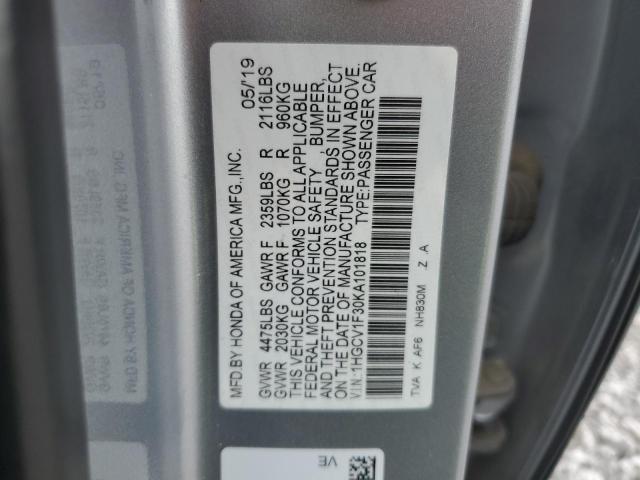 MFD.BY HONDA OF AMERICA MFG.,INC. 05/'19
GVWR 4475LBS GAWR F 2359LBS R 2116LBS
GVWR 2030KG GAWR F 1070KG R 960KG
THIS VEHICLE CONFORMS TO ALL APPLICABLE
FEDERAL MOTOR VEHICLE SAFETY , BUMPER,
AND THEFT PREVENTION STANDARDS IN EFFECT
ON THE DATE OF MANUFACTURE SHOWN ABOVE.
V.I.N.:1HGCV1F30KA101818 TYPE:PASSENGER CAR
TVA K AF6 NH830M .Z .A
VE